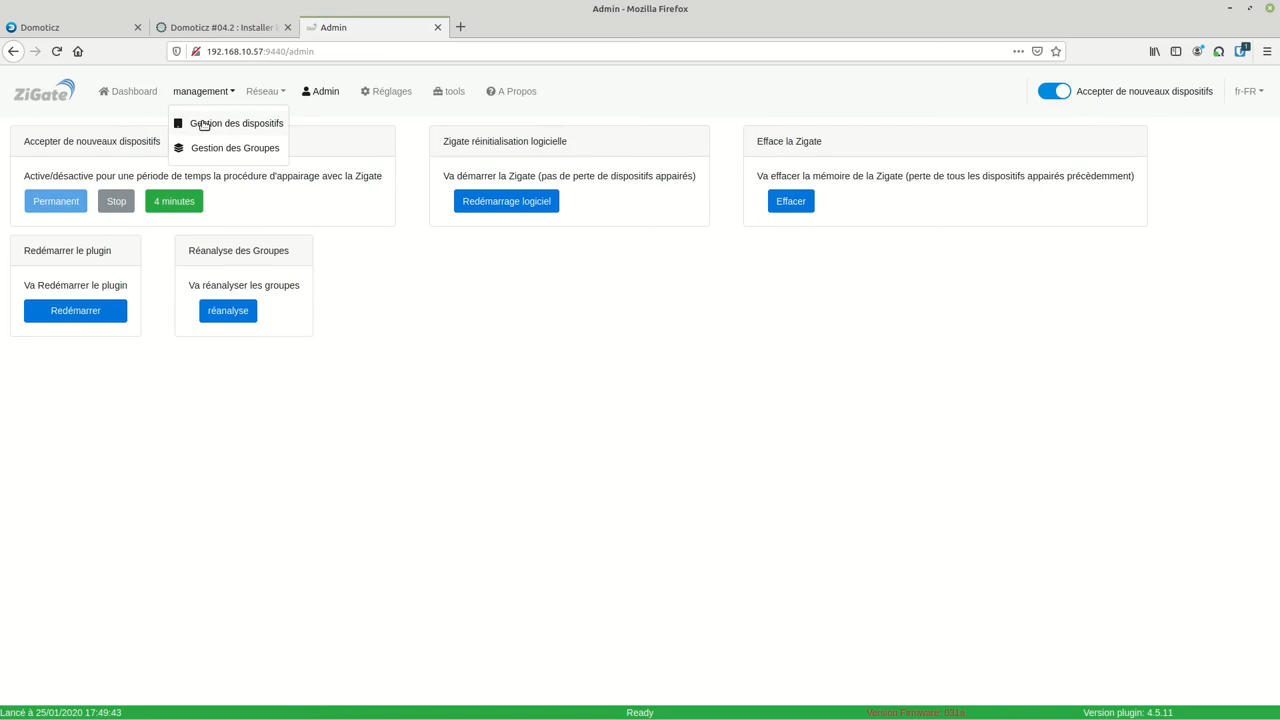 Admin - Mozilla Firefox
Domoticz
Domoticz #04.2 : Installer
Admin
192.168.10.57:9440/admin
1
ZiGate
Dashboard
management
Réseau
Admin
Réglages
tools
A Propos
Accepter de nouveaux dispositifs
fr-FR
Gestion des dispositifs
Gestion des Groupes
Accepter de nouveaux dispositifs
Active/désactive pour une période de temps la procédure d'appairage avec la Zigate
Permanent
Stop
4 minutes
Zigate réinitialisation logicielle
Va démarrer la Zigate (pas de perte de dispositifs appairés)
Redémarrage logiciel
Efface la Zigate
Va effacer la mémoire de la Zigate (perte de tous les dispositifs appairés précèdemment)
Effacer
Redémarrer le plugin
Va Redémarrer le plugin
Redémarrer
Réanalyse des Groupes
Va réanalyser les groupes
réanalyse
Lancé à 25/01/2020 17:49:43
Ready
Version Firmware: 031a
Version plugin: 4.5.11